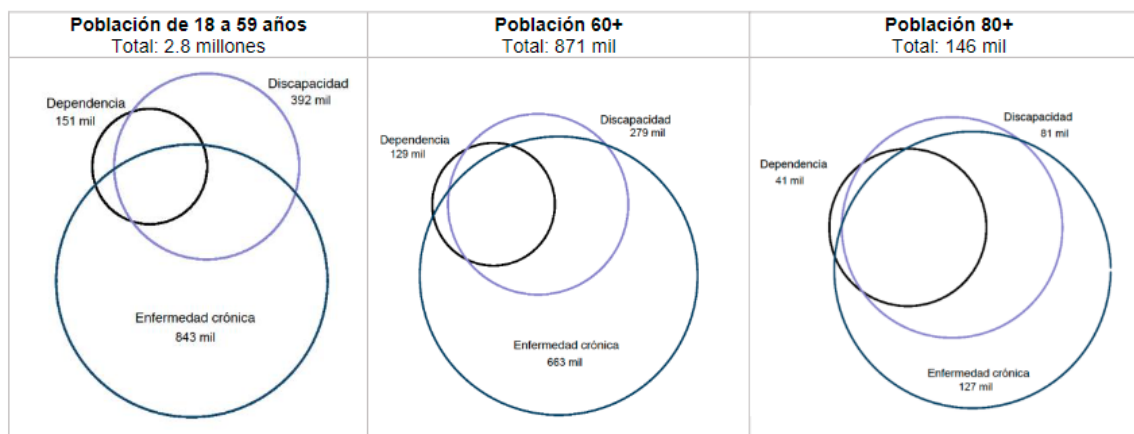 Población de 18 a 59 años
Total: 2.8 millones
Discapacidad
392 mil
Dependencia
151 mil
Enfermedad crónica
843 mil
Población 60+
Total: 871 mil
Discapacidad
279 mil
Dependencia
129 mil
Enfermedad crónica
663 mil
Población 80+
Total: 146 mil
Discapacidad
81 mil
Dependencia
41 mil
Enfermedad crónica
127 mil